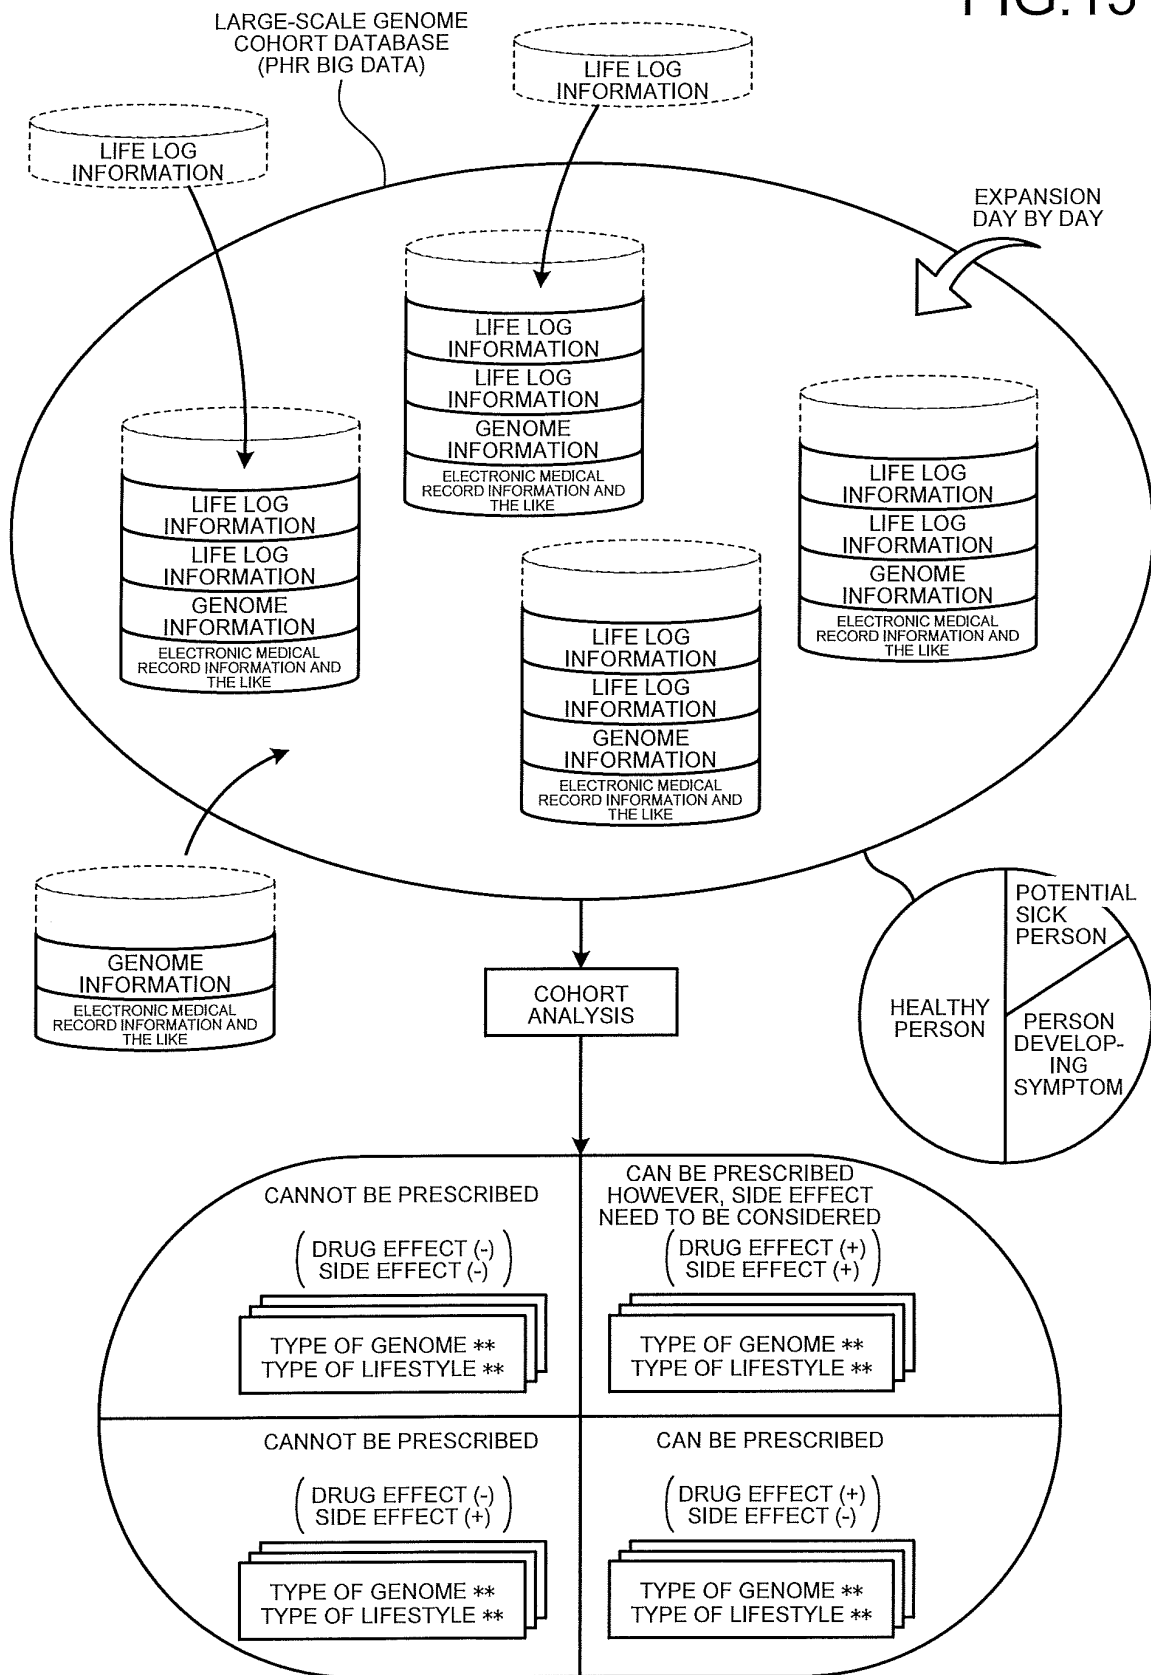 FIG.15
LARGE-SCALE GENOME
COHORT DATABASE
(PHR BIG DATA)
LIFE LOG
INFORMATION
LIFE LOG
INFORMATION
EXPANSION
DAY BY DAY
LIFE LOG
INFORMATION
LIFE LOG
INFORMATION
GENOME
INFORMATION
ELECTRONIC MEDICAL
RECORD INFORMATION AND
THE LIKE
LIFE LOG
INFORMATION
LIFE LOG
INFORMATION
GENOME
INFORMATION
ELECTRONIC MEDICAL
RECORD INFORMATION AND
THE LIKE
LIFE LOG
INFORMATION
LIFE LOG
INFORMATION
GENOME
INFORMATION
ELECTRONIC MEDICAL
RECORD INFORMATION AND
THE LIKE
LIFE LOG
INFORMATION
LIFE LOG
INFORMATION
GENOME
INFORMATION
ELECTRONIC MEDICAL
RECORD INFORMATION AND
THE LIKE
GENOME
INFORMATION
ELECTRONIC MEDICAL
RECORD INFORMATION AND
THE LIKE
COHORT
ANALYSIS
HEALTHY
PERSON
POTENTIAL
SICK
PERSON
PERSON
DEVELOP-
ING
SYMPTOM
CANNOT BE PRESCRIBED
(DRUG EFFECT (-)
SIDE EFFECT (-))
TYPE OF GENOME **
TYPE OF LIFESTYLE **
CAN BE PRESCRIBED
HOWEVER, SIDE EFFECT
NEED TO BE CONSIDERED
(DRUG EFFECT (+)
SIDE EFFECT (+))
TYPE OF GENOME **
TYPE OF LIFESTYLE **
CANNOT BE PRESCRIBED
(DRUG EFFECT (-)
SIDE EFFECT (+))
TYPE OF GENOME **
TYPE OF LIFESTYLE **
CAN BE PRESCRIBED
(DRUG EFFECT (+)
SIDE EFFECT (-))
TYPE OF GENOME **
TYPE OF LIFESTYLE **